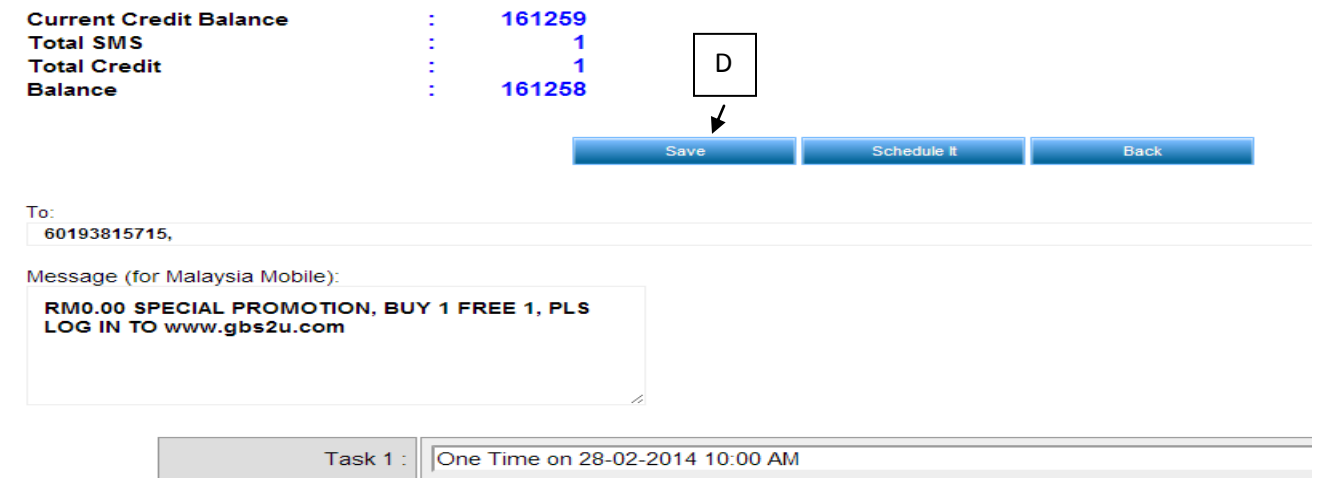 Current Credit Balance : 161259
Total SMS : 1
Total Credit : 1
Balance : 161258
D
Save Schedule It Back
To:
60193815715,
Message (for Malaysia Mobile):
RM0.00 SPECIAL PROMOTION, BUY 1 FREE 1, PLS
LOG IN TO www.gbs2u.com
Task 1 : One Time on 28-02-2014 10:00 AM